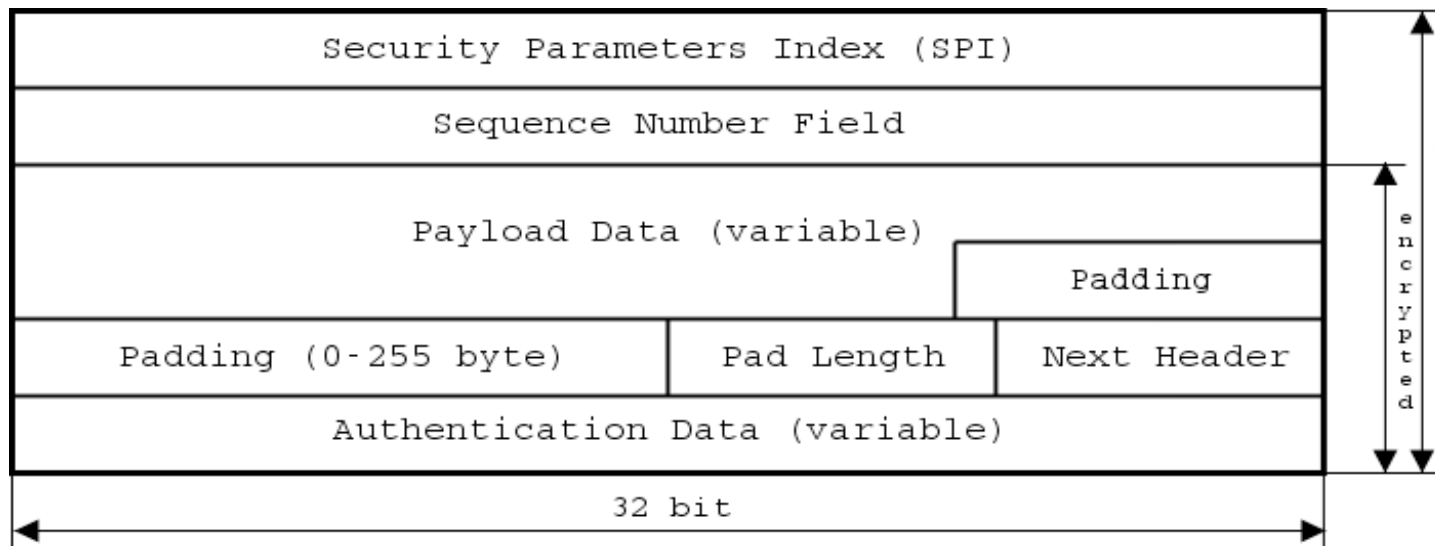 Security Parameters Index (SPI)
Sequence Number Field
Payload Data (variable)
Padding
Padding (0-255 byte)
Pad Length
Next Header
Authentication Data (variable)
encrypted
32 bit